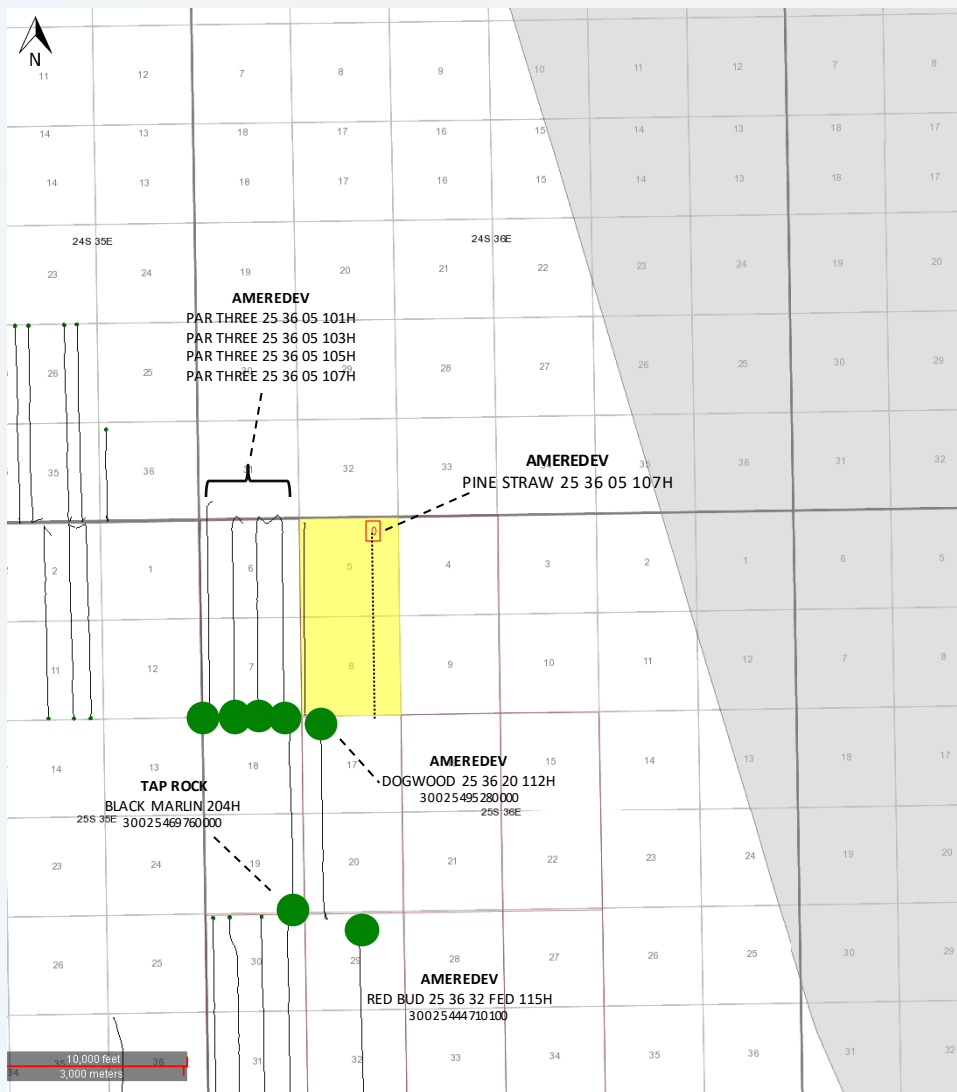 N
11 12 7 8 9 10 11 12 7 8
14 13 18 17 16 15 14 13 18 17
14 13 18 17 16 15 14 13 18 17
24S 35E 24S 36E
23 24 19 20 21 22 23 24 19 20
AMEREDEV
PAR THREE 25 36 05 101H
PAR THREE 25 36 05 103H
PAR THREE 25 36 05 105H
PAR THREE 25 36 05 107H
26 25 29 28 27 26 25 30 29
35 36 31 32 33 35 36 31 32
AMEREDEV
PINE STRAW 25 36 05 107H
2 1 6 5 4 3 2 1 6 5
11 12 7 8 9 10 11 12 7 8
14 13 18 17 15 14 13 18 17
AMEREDEV
DOGWOOD 25 36 20 112H
30025495280000
TAP ROCK
BLACK MARLIN 204H
30025469760000
25S 35E 25S 36E
23 24 19 20 21 22 23 24 19 20
26 25 30 29 28 27 26 25 30 29
AMEREDEV
RED BUD 25 36 32 FED 115H
30025444710100
34 35 36 31 32 33 35 36 31 32
10,000 feet
3,000 meters